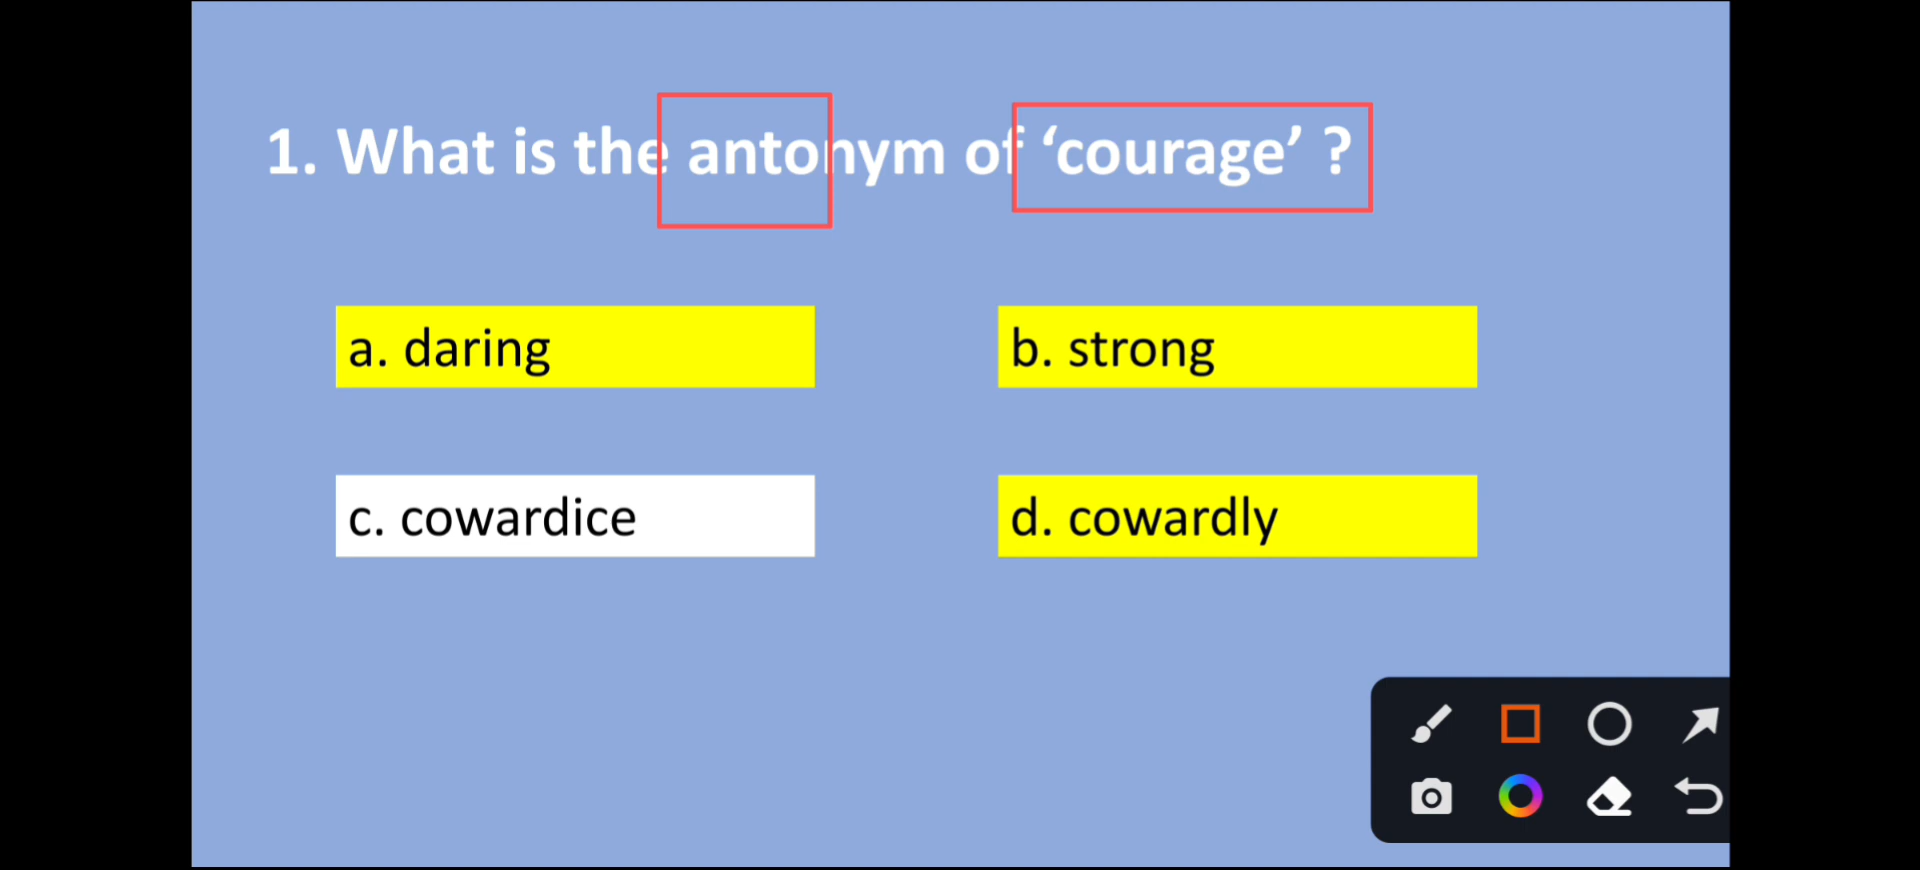 1. What is the antonym of ‘courage’ ?
a. daring
b. strong
c. cowardice
d. cowardly